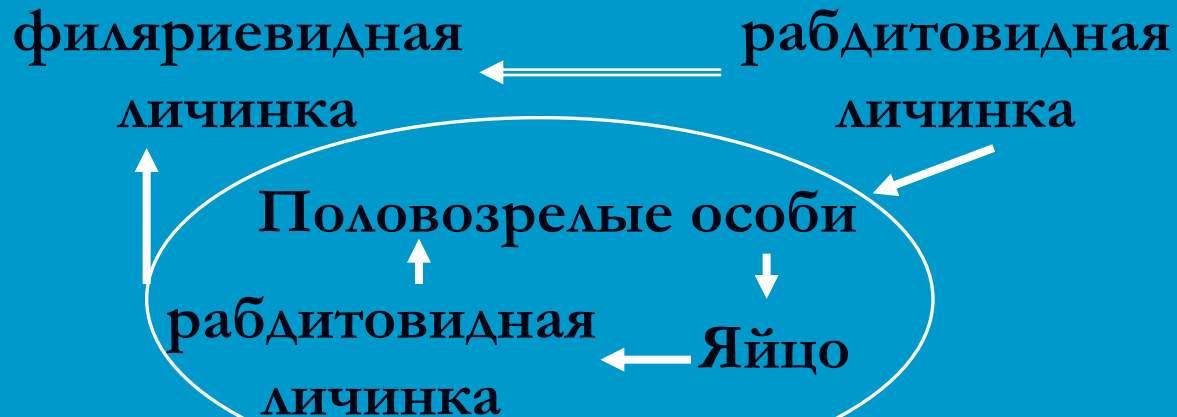 филяриевидная
личинка
рабдитовидная
личинка
Половозрелые особи
рабдитовидная
личинка
Яйцо